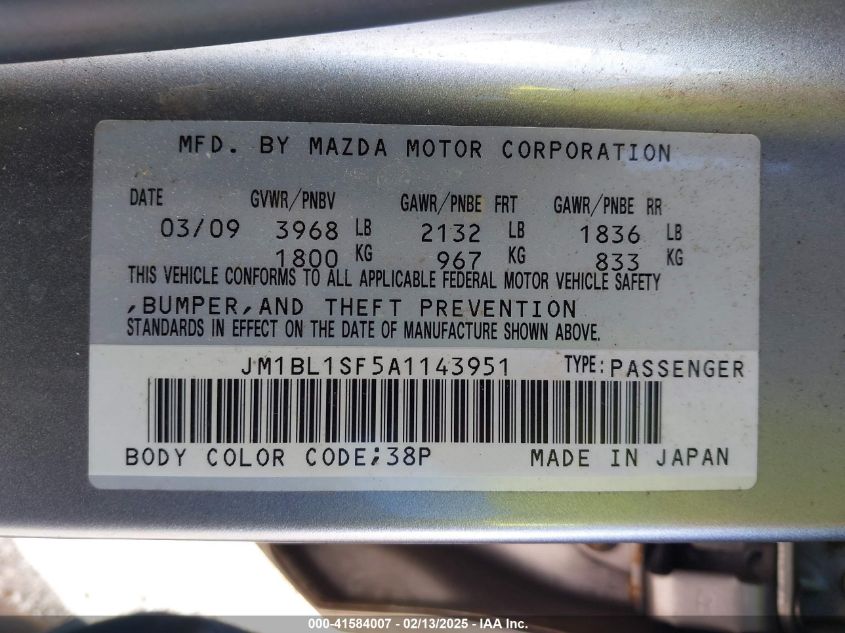 MFD. BY MAZDA MOTOR CORPORATION
DATE GVWR/PNBV GAWR/PNBE FRT GAWR/PNBE RR
03/09 3968 LB 2132 LB 1836 LB
1800 KG 967 KG 833 KG
THIS VEHICLE CONFORMS TO ALL APPLICABLE FEDERAL MOTOR VEHICLE SAFETY
,BUMPER,AND THEFT PREVENTION
STANDARDS IN EFFECT ON THE DATE OF MANUFACTURE SHOWN ABOVE.
JM1BL1SF5A1143951 TYPE:PASSENGER
BODY COLOR CODE;38P MADE IN JAPAN
000-41584007 - 02/13/2025 - IAA Inc.